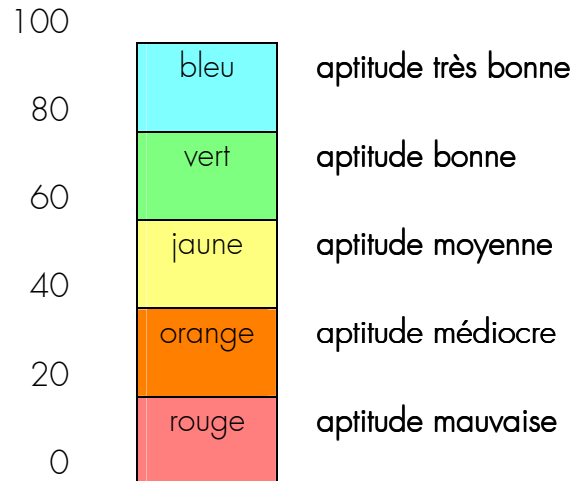 100
bleu aptitude très bonne
80
vert aptitude bonne
60
jaune aptitude moyenne
40
orange aptitude médiocre
20
rouge aptitude mauvaise
0